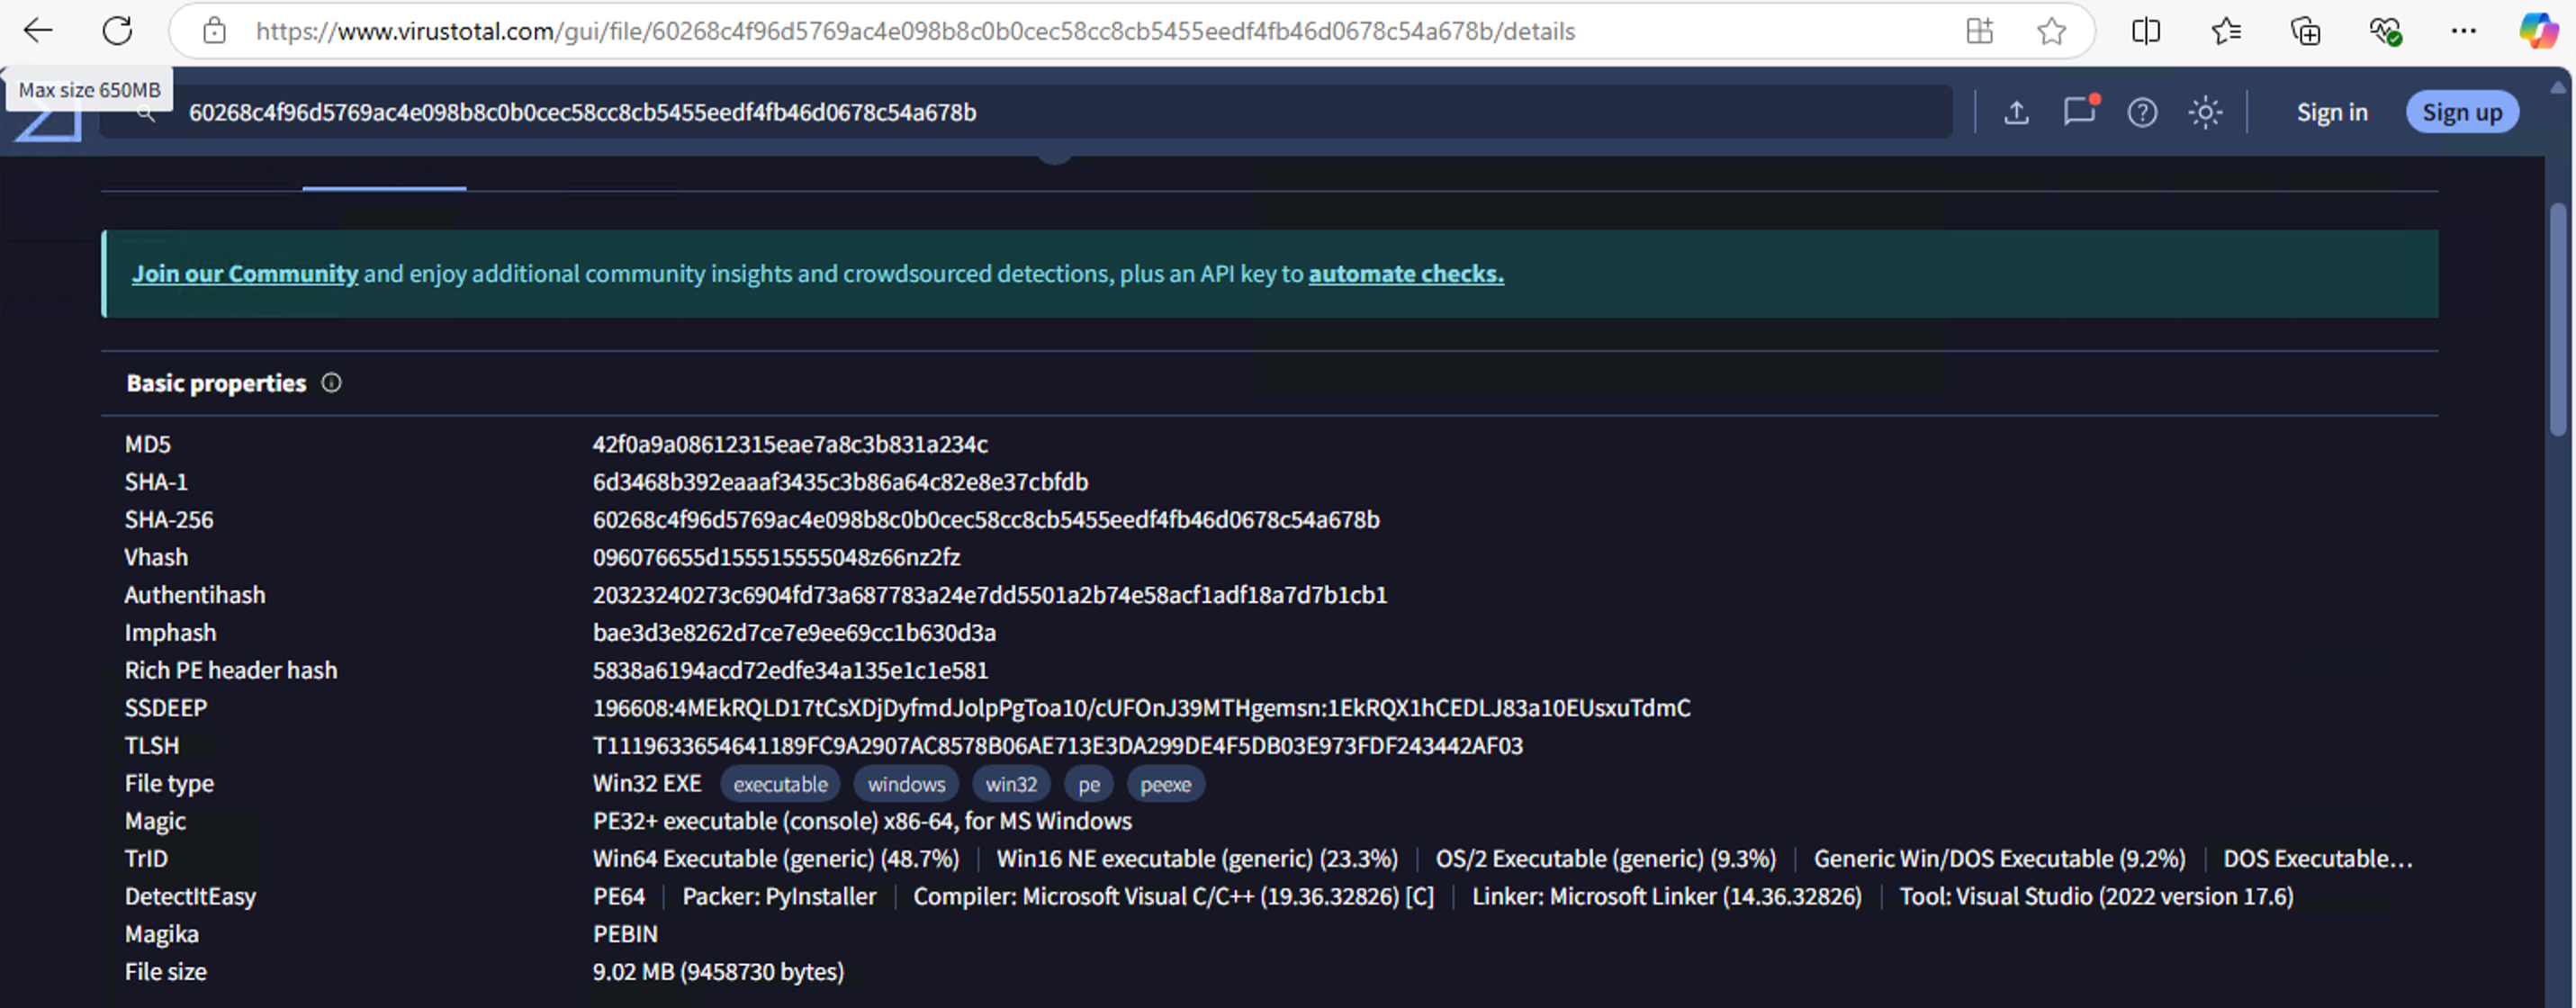 https://www.virustotal.com/gui/file/60268c4f96d5769ac4e098b8c0b0cec58cc8cb5455eedf4fb46d0678c54a678b/details
Max size 650MB
60268c4f96d5769ac4e098b8c0b0cec58cc8cb5455eedf4fb46d0678c54a678b
Sign in
Sign up
Join our Community and enjoy additional community insights and crowdsourced detections, plus an API key to automate checks.
Basic properties
MD5 42f0a9a08612315eae7a8c3b831a234c
SHA-1 6d3468b392eaaaf3435c3b86a64c82e8e37cbfdb
SHA-256 60268c4f96d5769ac4e098b8c0b0cec58cc8cb5455eedf4fb46d0678c54a678b
Vhash 096076655d155515555048z66nz2fz
Authentihash 20323240273c6904fd73a687783a24e7dd5501a2b74e58acf1adf18a7d7b1cb1
Imphash bae3d3e8262d7ce7e9ee69cc1b630d3a
Rich PE header hash 5838a6194acd72edfe34a135e1c1e581
SSDEEP 196608:4MEkRQLD17tCsXDjDyfmdJolpPgToa10/cUFOnJ39MTHgemsn:1EkRQX1hCEDLJ83a10EUsxuTdmC
TLSH T1119633654641189FC9A2907AC8578B06AE713E3DA299DE4F5DB03E973FDF243442AF03
File type Win32 EXE executable windows win32 pe peexe
Magic PE32+ executable (console) x86-64, for MS Windows
TrID Win64 Executable (generic) (48.7%) Win16 NE executable (generic) (23.3%) OS/2 Executable (generic) (9.3%) Generic Win/DOS Executable (9.2%) DOS Executable…
DetectItEasy PE64 Packer: PyInstaller Compiler: Microsoft Visual C/C++ (19.36.32826) [C] Linker: Microsoft Linker (14.36.32826) Tool: Visual Studio (2022 version 17.6)
Magika PEBIN
File size 9.02 MB (9458730 bytes)